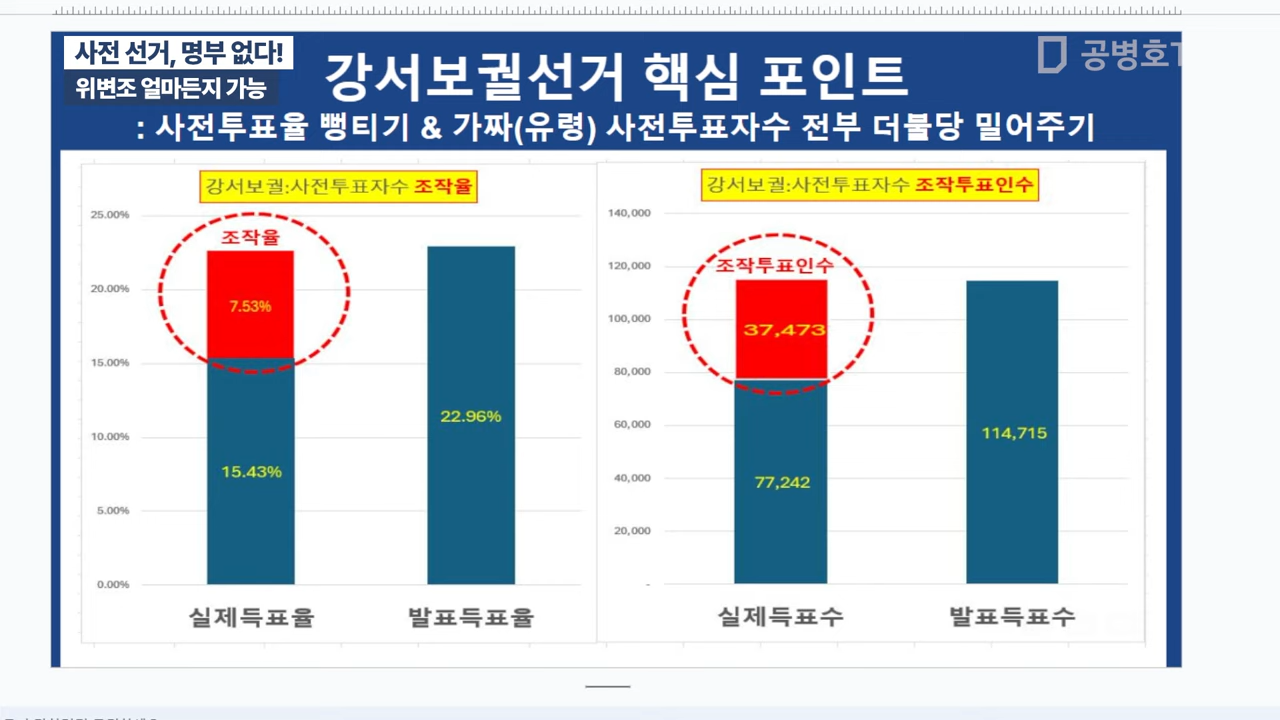 사전 선거, 명부 없다!
위변조 얼마든지 가능
강서보궐선거 핵심 포인트
공병호T
: 사전투표율 뻥티기 & 가짜(유령) 사전투표자수 전부 더불당 밀어주기
강서보궐:사전투표자수 조작율
25.00%
20.00%
15.00%
10.00%
5.00%
0.00%
조작율
7.53%
15.43%
22.96%
실제득표율
발표득표율
강서보궐:사전투표자수 조작투표인수
140,000
120,000
100,000
80,000
60,000
40,000
20,000
-
조작투표인수
37,473
77,242
114,715
실제득표수
발표득표수